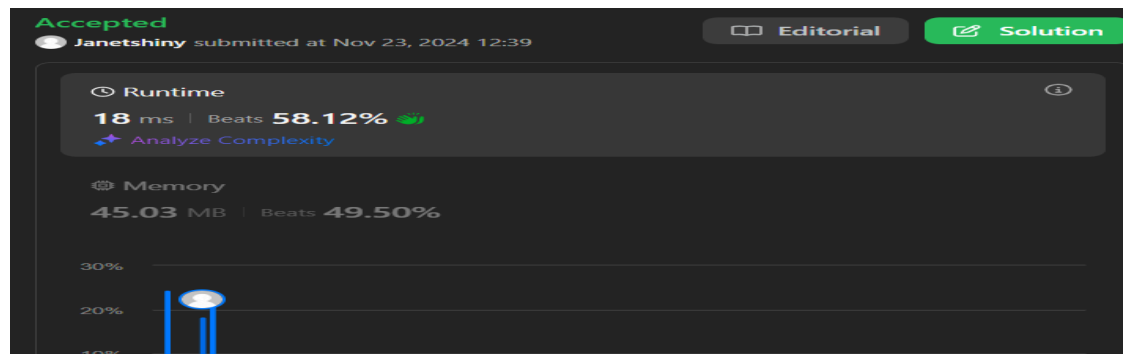 Accepted
Janetshiny submitted at Nov 23, 2024 12:39
Editorial
Solution
Runtime
18 ms | Beats 58.12%
Analyze Complexity
Memory
45.03 MB | Beats 49.50%
30%
20%
10%